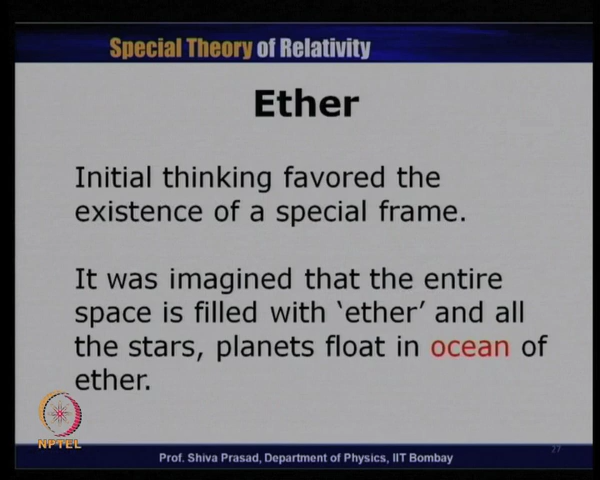 Special Theory of Relativity
Ether
Initial thinking favored the
existence of a special frame.
It was imagined that the entire
space is filled with ‘ether’ and all
the stars, planets float in ocean of
ether.
NPTEL
27
Prof. Shiva Prasad, Department of Physics, IIT Bombay